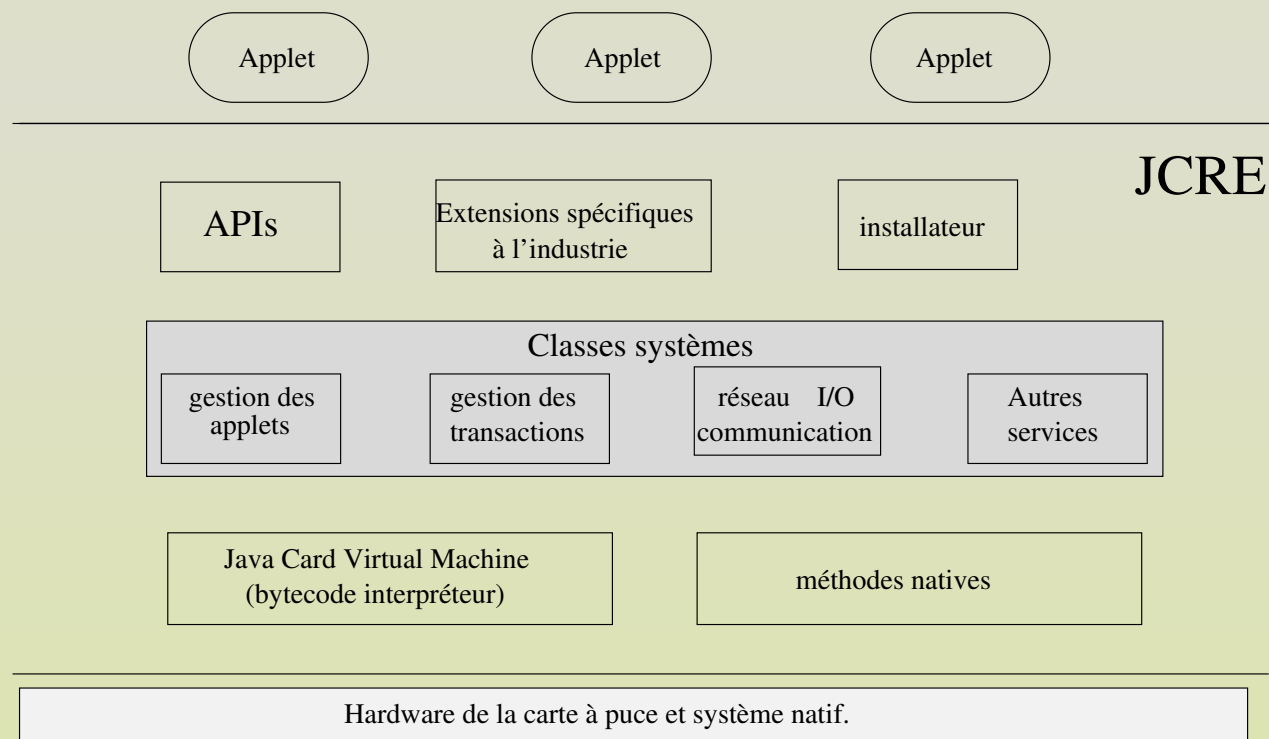 Applet
Applet
Applet
JCRE
APIs
Extensions spécifiques
à l'industrie
installateur
Classes systèmes
gestion des
applets
gestion des
transactions
réseau I/O
communication
Autres
services
Java Card Virtual Machine
(bytecode interpréteur)
méthodes natives
Hardware de la carte à puce et système natif.